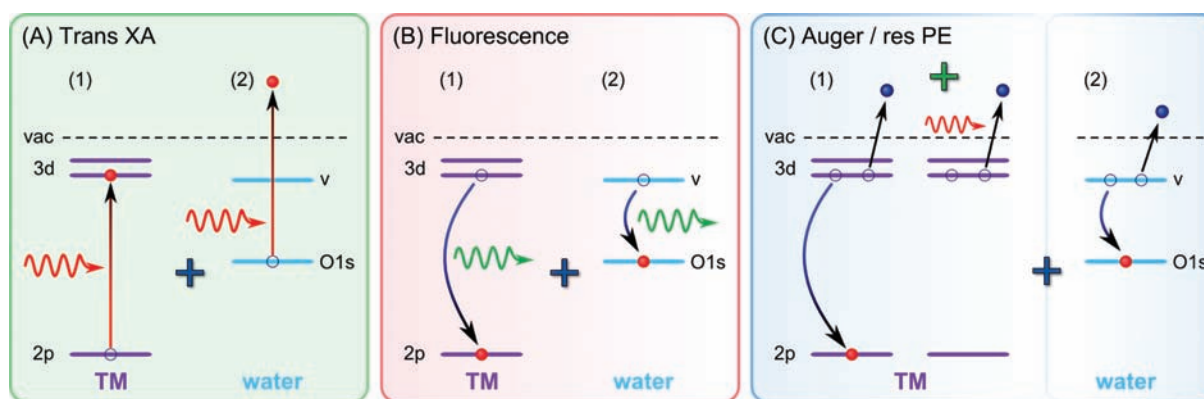 (A) Trans XA
(1)
(2)
vac
3d
v
O1s
2p
TM
water
(B) Fluorescence
(1)
(2)
vac
3d
v
O1s
2p
TM
water
(C) Auger / res PE
(1)
(2)
vac
3d
v
O1s
2p
TM
water